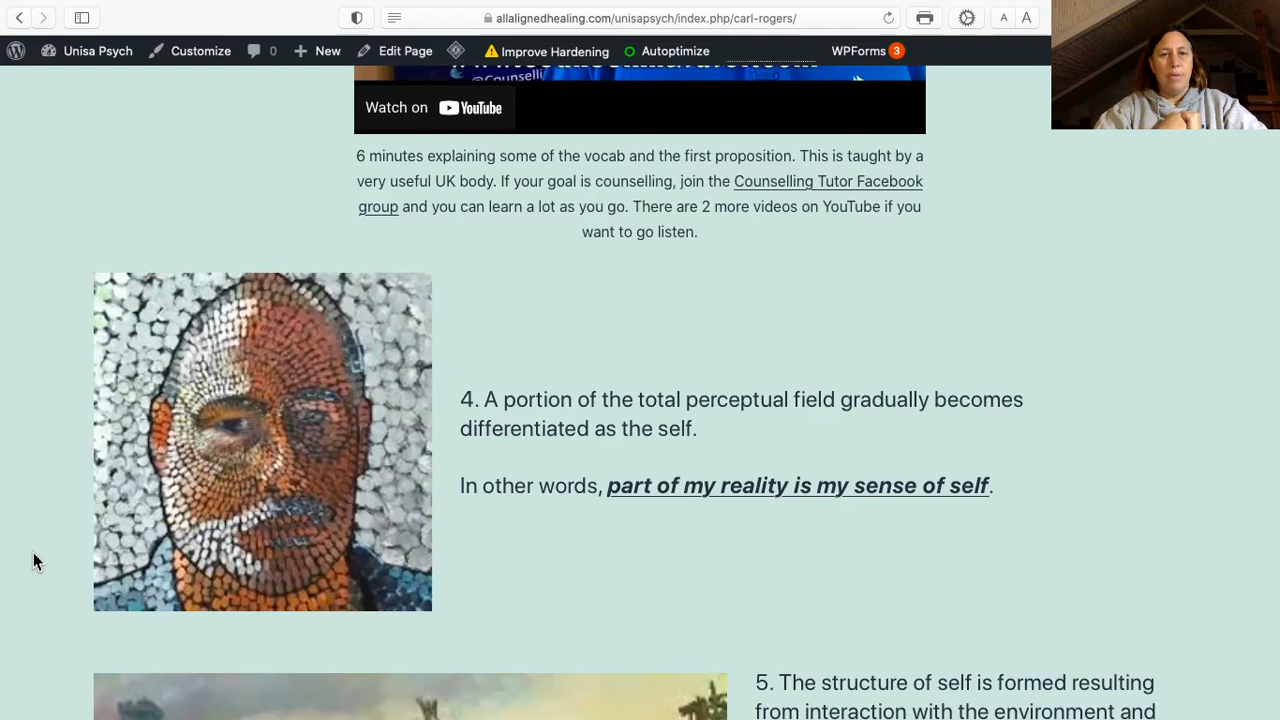 allalignedhealing.com/unisapsych/index.php/carl-rogers/
A A
Unisa Psych Customize 0 New Edit Page Improve Hardening Autoptimize WPForms 3
@Counselli
Watch on YouTube
6 minutes explaining some of the vocab and the first proposition. This is taught by a
very useful UK body. If your goal is counselling, join the Counselling Tutor Facebook
group and you can learn a lot as you go. There are 2 more videos on YouTube if you
want to go listen.
4. A portion of the total perceptual field gradually becomes
differentiated as the self.
In other words, part of my reality is my sense of self.
5. The structure of self is formed resulting
from interaction with the environment and